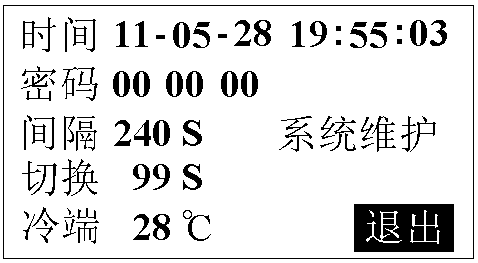 时间 11-05-28 19:55:03
密码 00 00 00
间隔 240 S 系统维护
切换 99 S
冷端 28 ℃ 退出